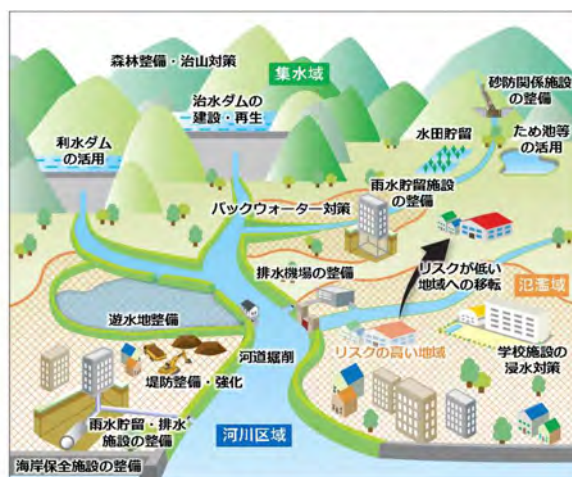 森林整備・治山対策
集水域
砂防関係施設
の整備
治水ダムの
建設・再生
水田貯留
ため池等
の活用
利水ダム
の活用
雨水貯留施設
の整備
バックウォーター対策
排水機場の整備
リスクが低い
地域への移転
氾濫域
遊水地整備
河道掘削
リスクの高い地域
学校施設の
浸水対策
堤防整備・強化
雨水貯留・排水
施設の整備
河川区域
海岸保全施設の整備